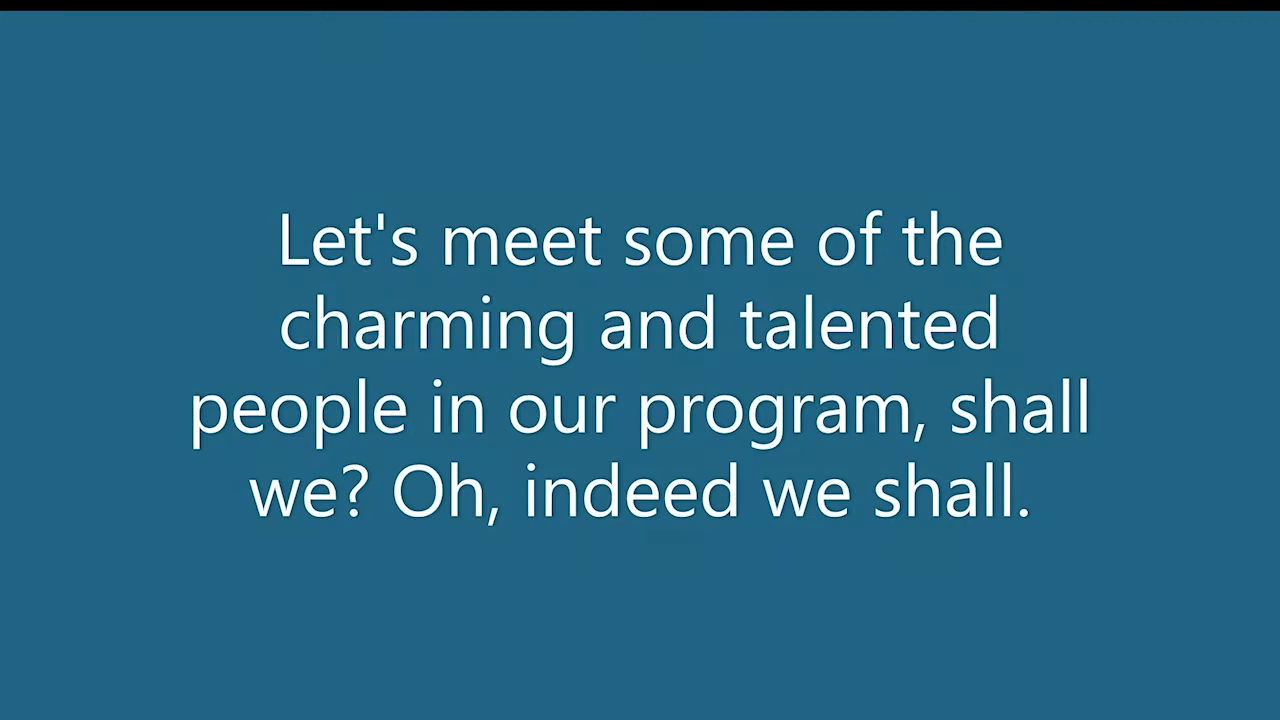 Let's meet some of the
charming and talented
people in our program, shall
we? Oh, indeed we shall.